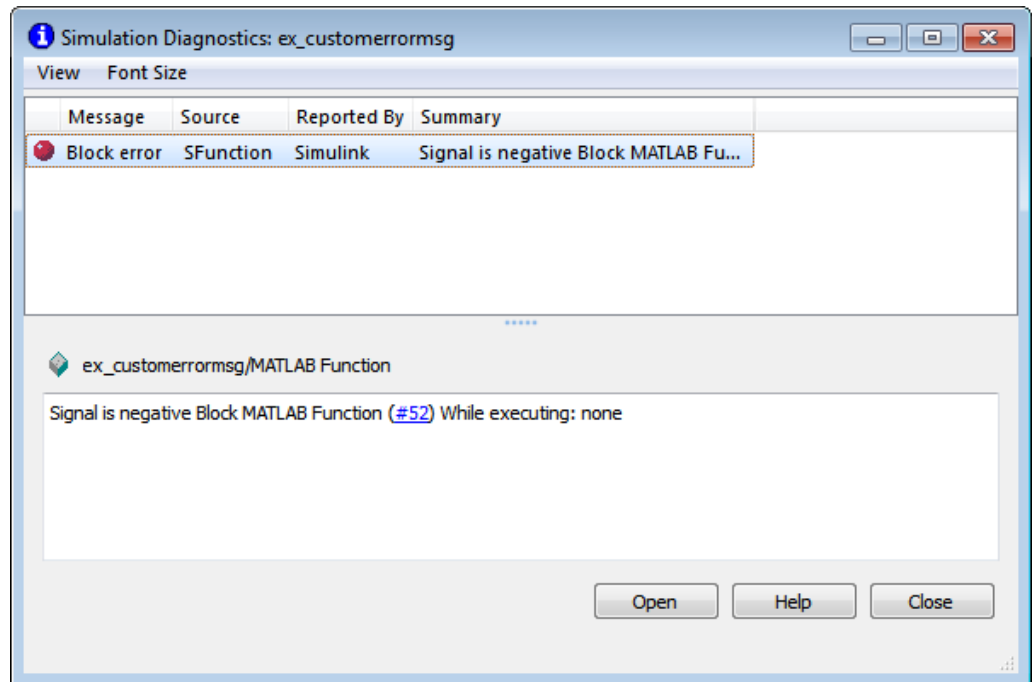 Simulation Diagnostics: ex_customerrormsg
View Font Size
Message Source Reported By Summary
Block error SFunction Simulink Signal is negative Block MATLAB Fu...
ex_customerrormsg/MATLAB Function
Signal is negative Block MATLAB Function (#52) While executing: none
Open Help Close